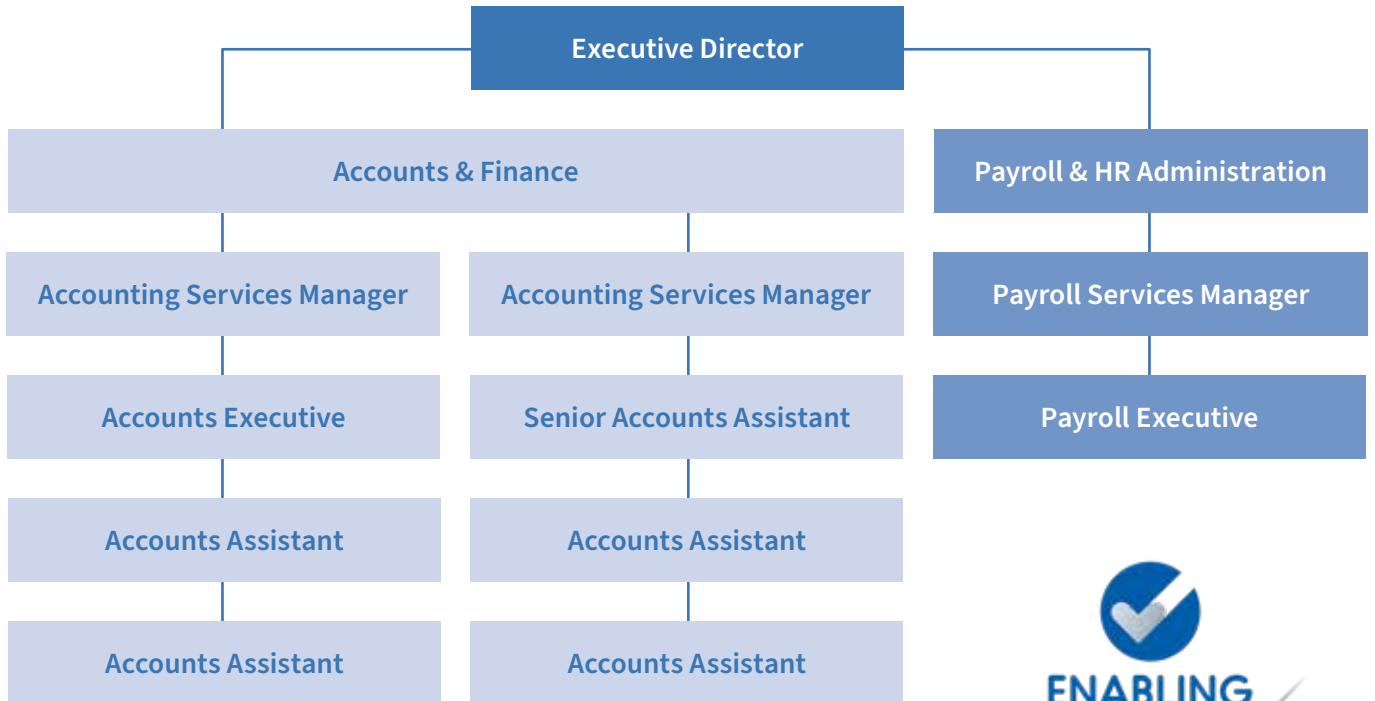 Executive Director
Accounts & Finance
Payroll & HR Administration
Accounting Services Manager
Accounting Services Manager
Payroll Services Manager
Accounts Executive
Senior Accounts Assistant
Payroll Executive
Accounts Assistant
Accounts Assistant
Accounts Assistant
Accounts Assistant
ENABLING